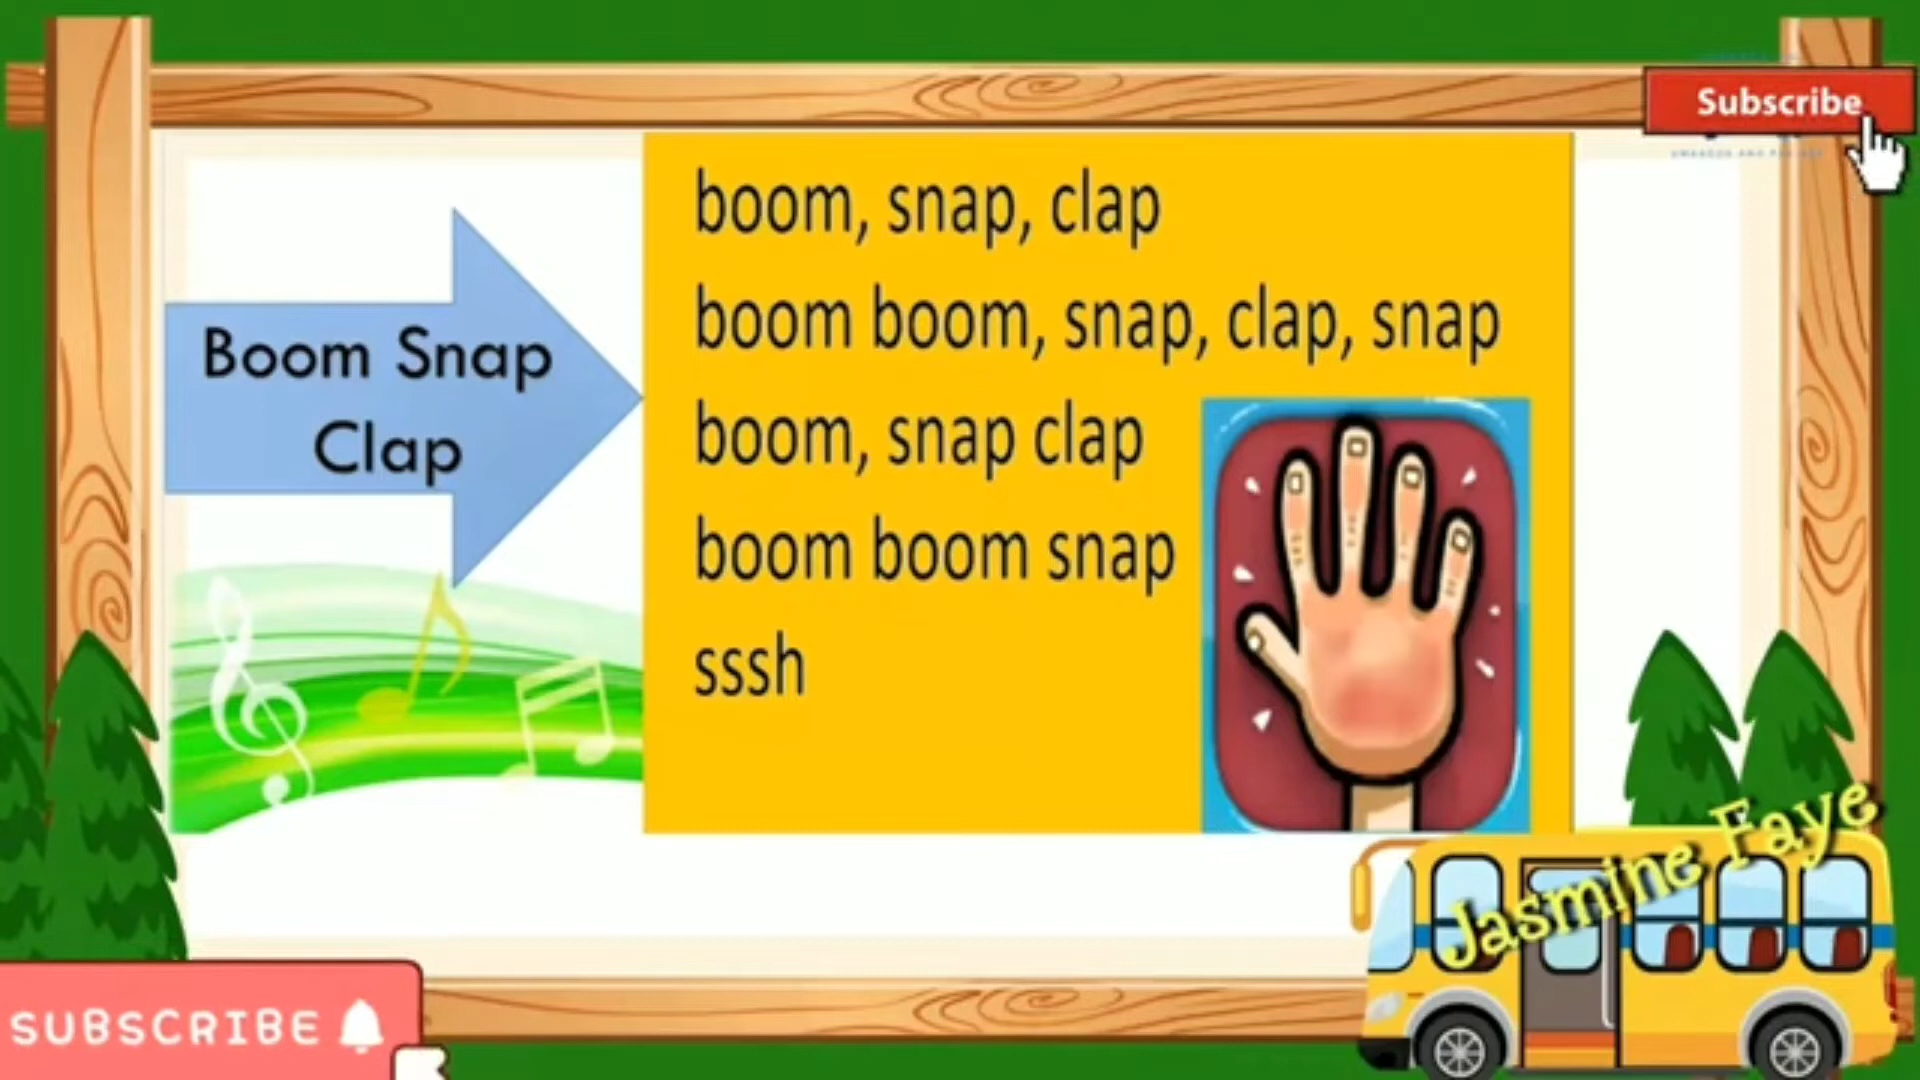 Subscribe
Boom Snap
Clap
boom, snap, clap
boom boom, snap, clap, snap
boom, snap clap
boom boom snap
sssh
Jasmine Faye
SUBSCRIBE